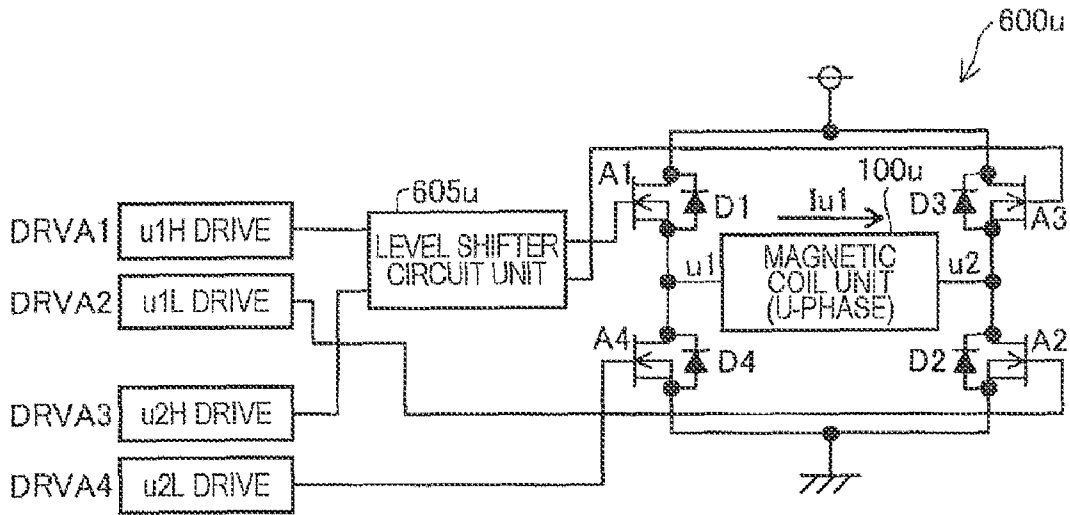 600u
A1
100u
605u
Iu1
D1
D3
A3
DRVA1 u1H DRIVE
LEVEL SHIFTER
CIRCUIT UNIT
u1
MAGNETIC
COIL UNIT
(U-PHASE)
u2
DRVA2 u1L DRIVE
A4
D4
D2
A2
DRVA3 u2H DRIVE
DRVA4 u2L DRIVE